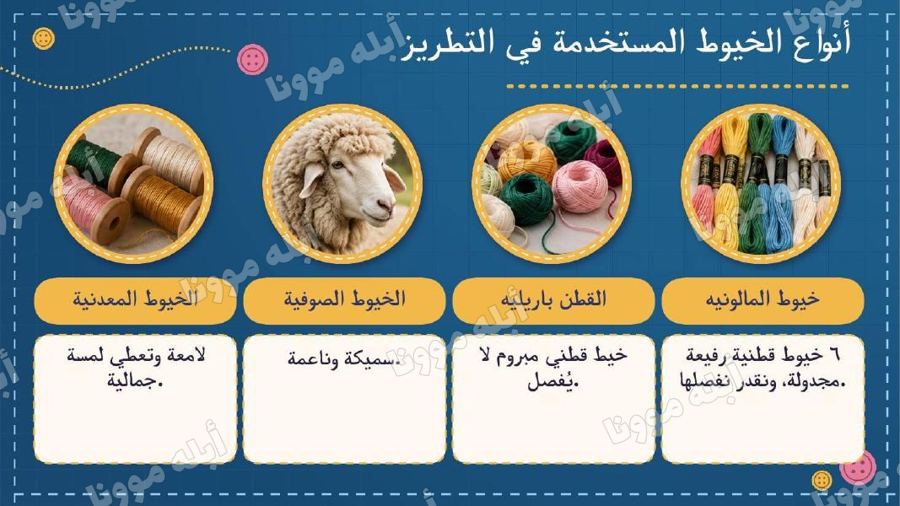 أنواع الخيوط المستخدمة في التطريز
خيوط المالونيه
٦ خيوط قطنية رفيعة
مجدولة، ونقدر نفصلها.
القطن باريليه
خيط قطني مبروم لا
يُفصل.
الخيوط الصوفية
سميكة وناعمة.
الخيوط المعدنية
لامعة وتعطي لمسة
جمالية.
أبله موونا